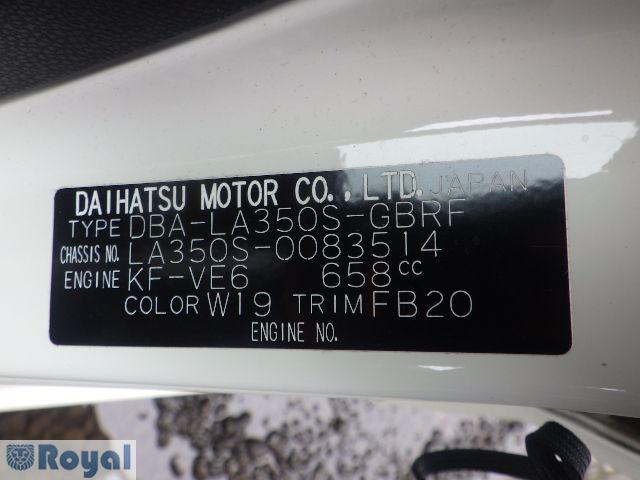 DAIHATSU MOTOR CO., LTD. JAPAN
TYPE DBA-LA350S-GBRF
CHASSIS NO. LA350S-0083514
ENGINE KF-VE6 658cc
COLOR W19 TRIM FB20
ENGINE NO.
Royal